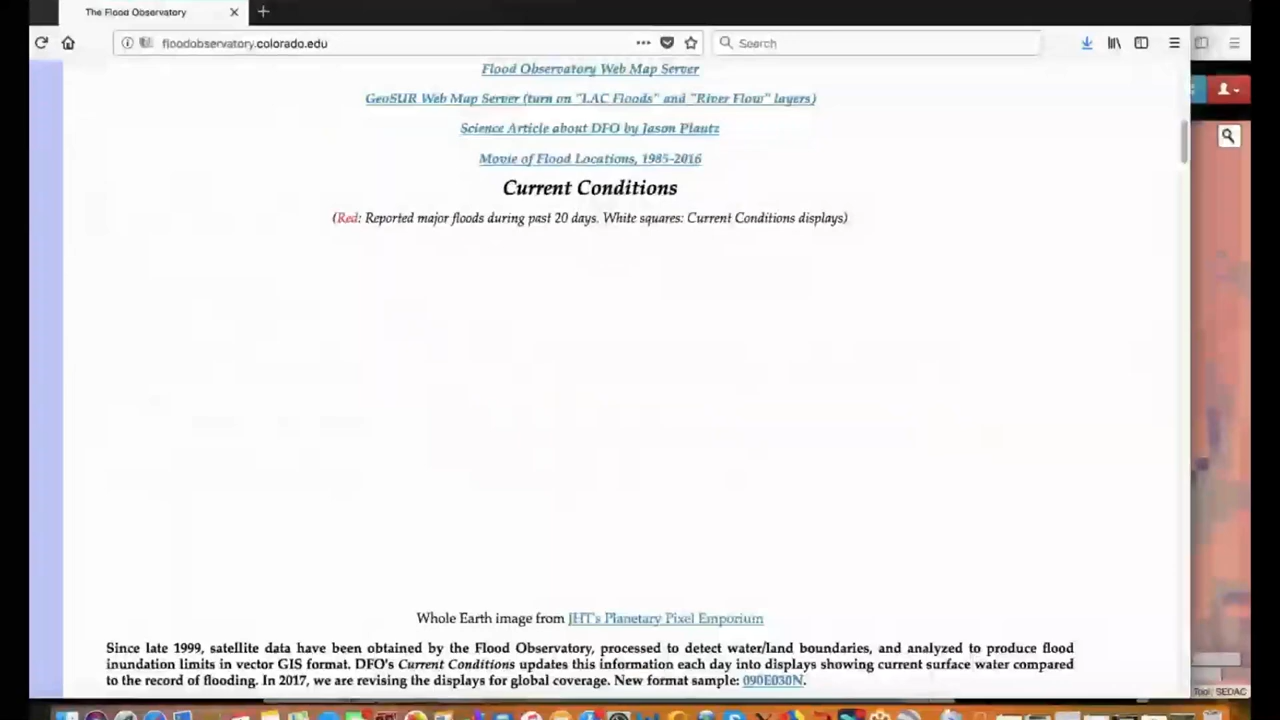 The Flood Observatory
floodobservatory.colorado.edu
Search
Flood Observatory Web Map Server
GeoSUR Web Map Server (turn on "LAC Floods" and "River Flow" layers)
Science Article about DFO by Jason Plautz
Movie of Flood Locations, 1985-2016
Current Conditions
(Red: Reported major floods during past 20 days. White squares: Current Conditions displays)
Whole Earth image from JHT's Planetary Pixel Emporium
Since late 1999, satellite data have been obtained by the Flood Observatory, processed to detect water/land boundaries, and analyzed to produce flood
inundation limits in vector GIS format. DFO's Current Conditions updates this information each day into displays showing current surface water compared
to the record of flooding. In 2017, we are revising the displays for global coverage. New format sample: 090E030N.
Tool: SEDAC